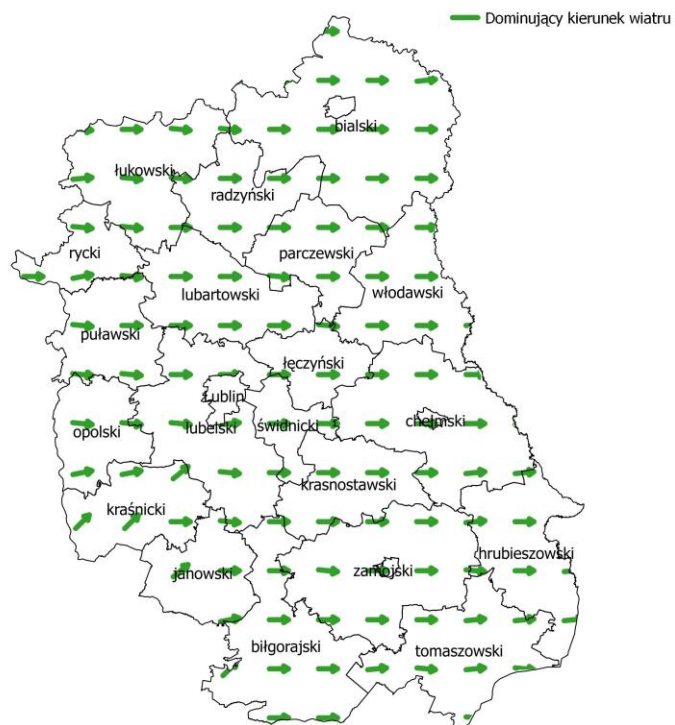 Dominujący kierunek wiatru
bialski
łukowski
radzyński
rycki
parczewski
lubartowski
włodawski
puławski
łęczyński
Lublin
opolski
lubelski
świdnicki
chełmski
kraśnicki
krasnostawski
hrubieszowski
janowski
zamojski
biłgorajski
tomaszowski